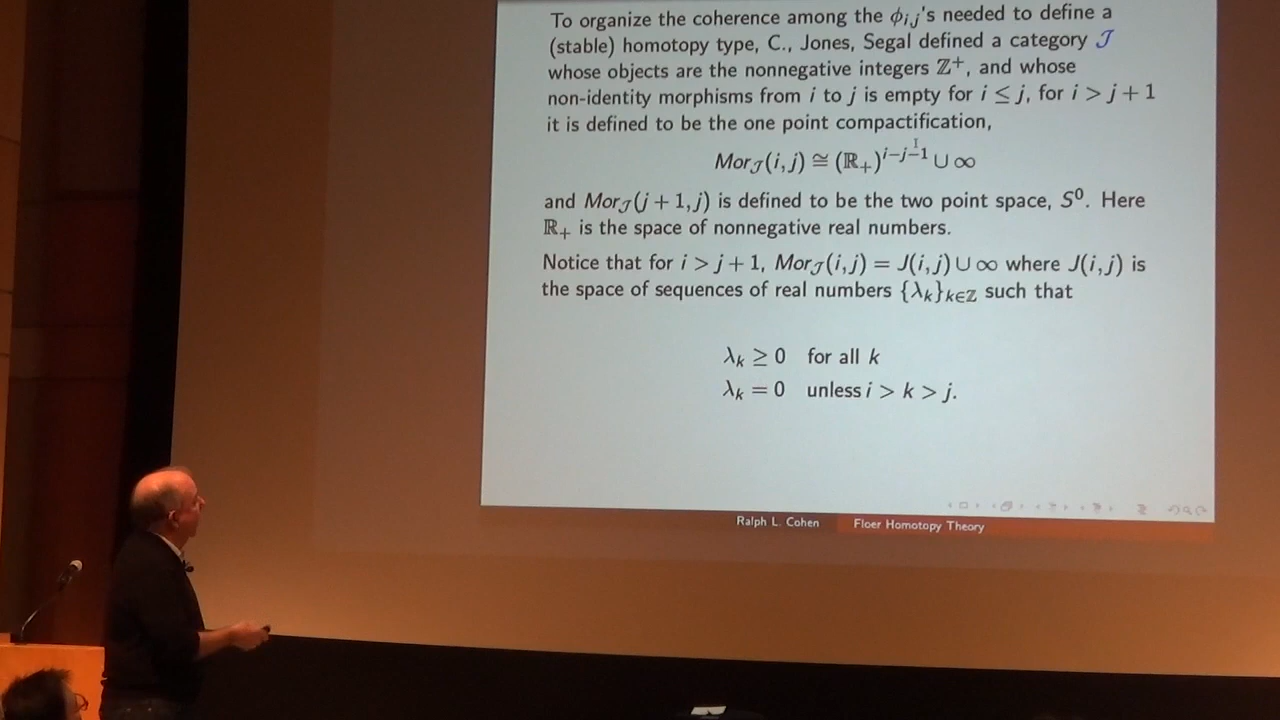 To organize the coherence among the ϕᵢ,ⱼ's needed to define a
(stable) homotopy type, C., Jones, Segal defined a category 𝒥
whose objects are the nonnegative integers ℤ⁺, and whose
non-identity morphisms from i to j is empty for i ≤ j, for i > j + 1
it is defined to be the one point compactification,
Mor_𝒥(i, j) ≅ (ℝ₊)^{i−j−1} ∪ ∞
and Mor_𝒥(j + 1, j) is defined to be the two point space, S⁰. Here
ℝ₊ is the space of nonnegative real numbers.
Notice that for i > j + 1, Mor_𝒥(i, j) = J(i, j) ∪ ∞ where J(i, j) is
the space of sequences of real numbers {λₖ}_{k∈ℤ} such that
λₖ ≥ 0 for all k
λₖ = 0 unless i > k > j.
Ralph L. Cohen Floer Homotopy Theory